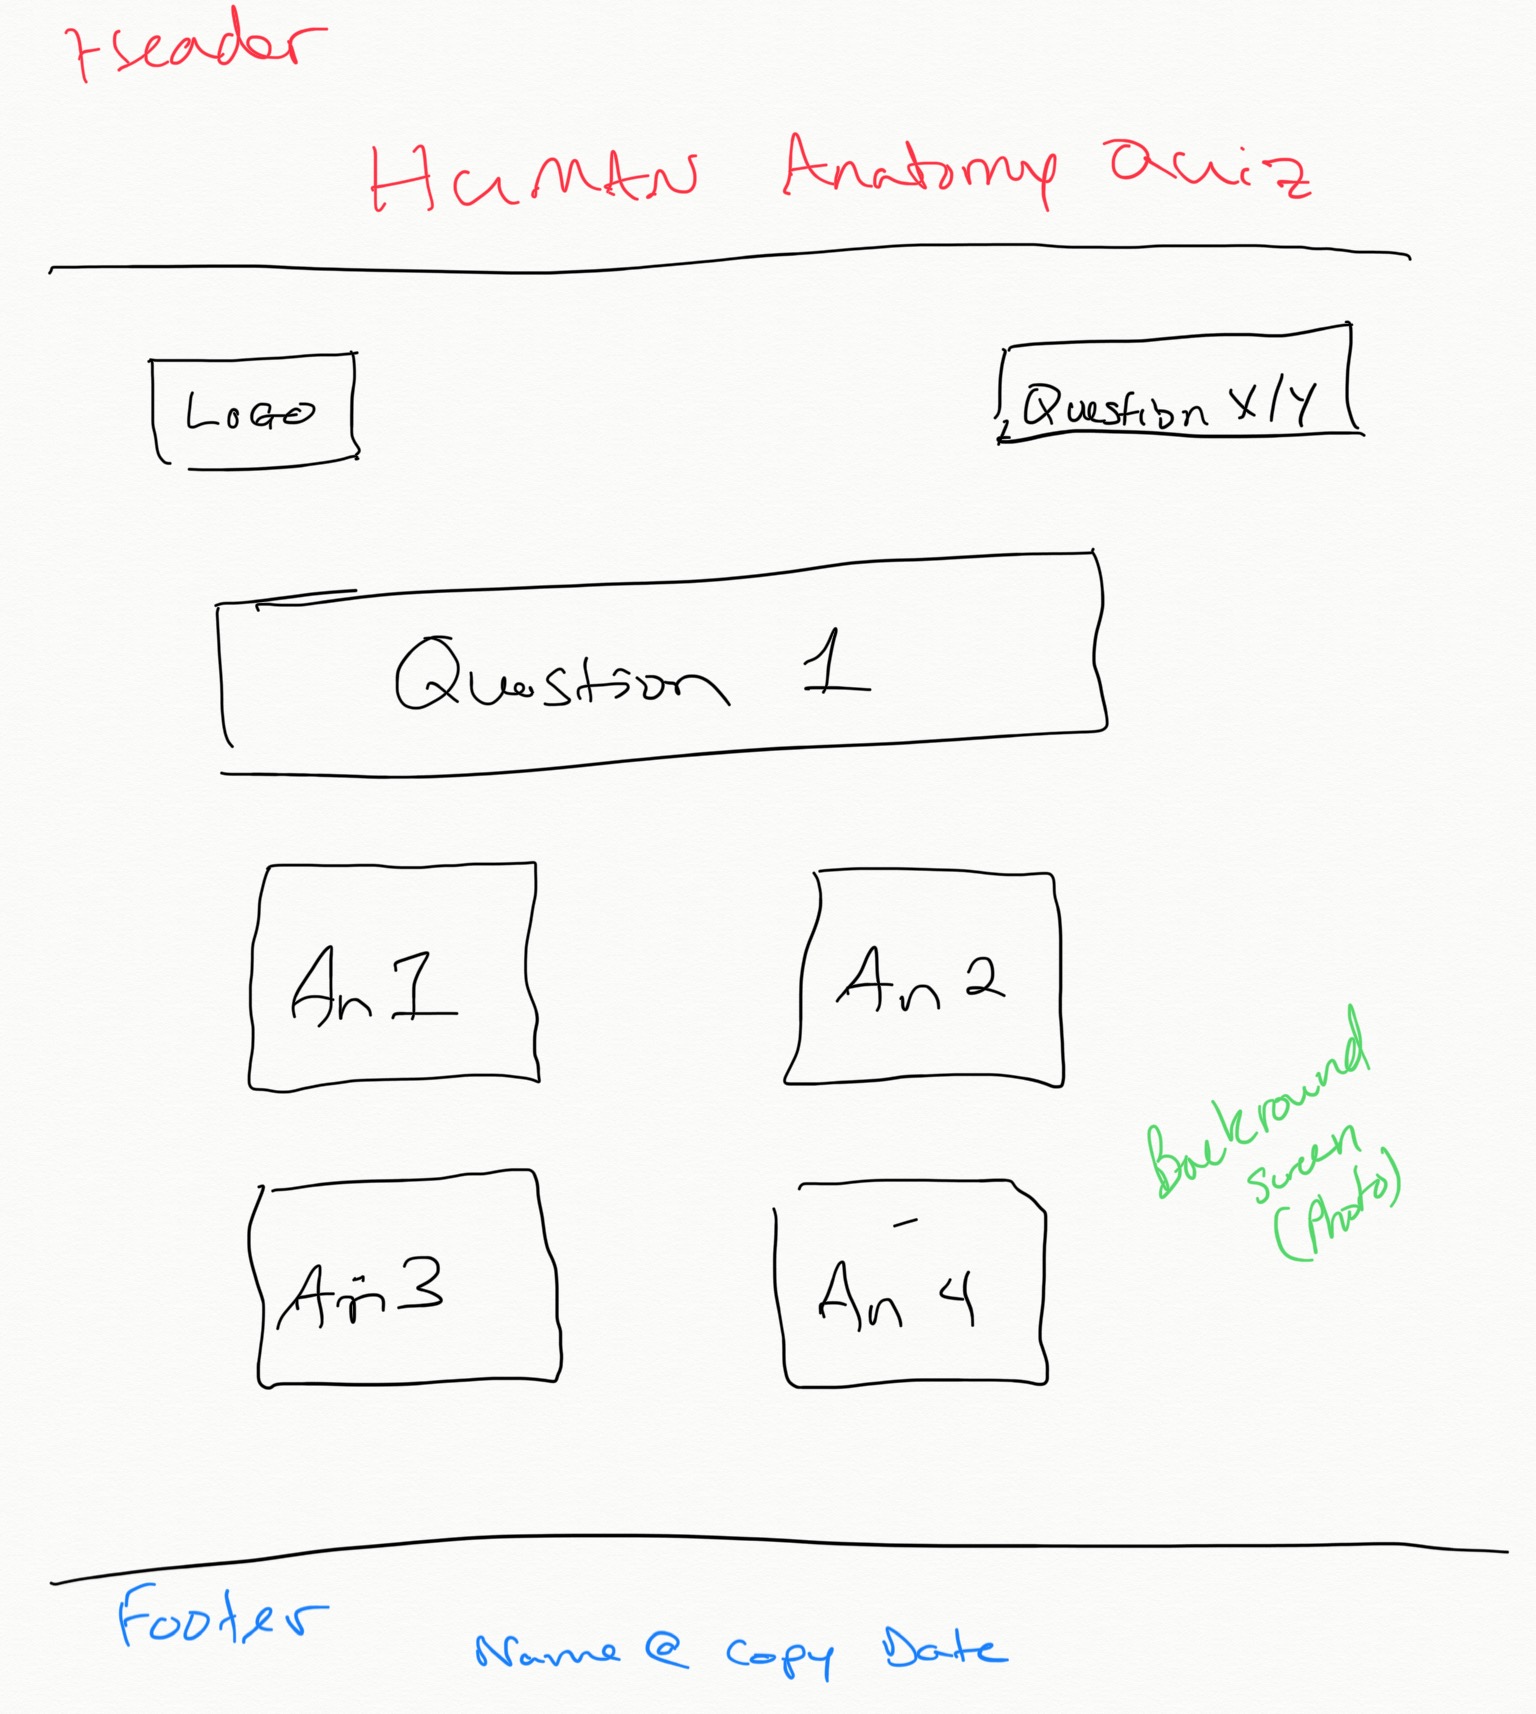 Header
HUMAN Anatomy Quiz
LOGO
Question X/Y
Question 1
An 1
An 2
Backround
screen
(Photo)
An 3
An 4
Footer
Name @ copy Date